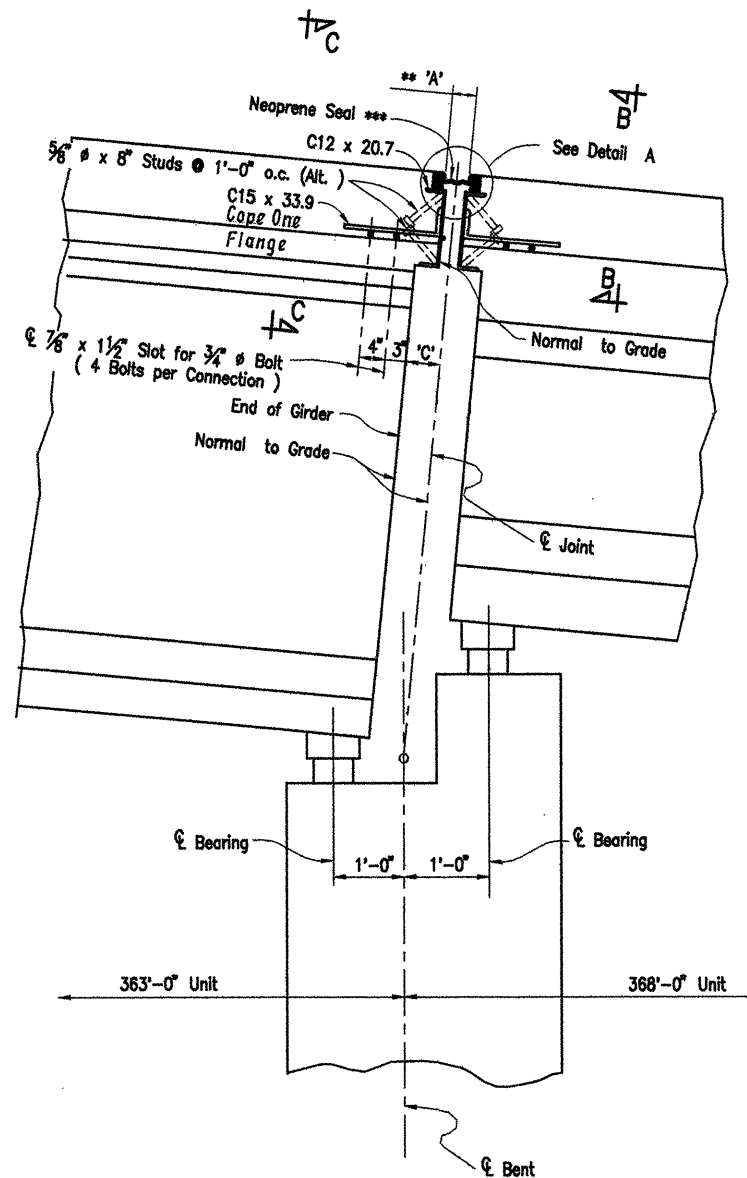 C
** 'A'
B
Neoprene Seal ***
C12 x 20.7
See Detail A
5/8" ø x 8" Studs @ 1'-0" o.c. (Alt. )
C15 x 33.9
Cope One
Flange
B
C
Normal to Grade
℄ 7/8" x 1 1/2" Slot for 3/4" ø Bolt
( 4 Bolts per Connection )
4" 3" 'C'
End of Girder
Normal to Grade
℄ Joint
℄ Bearing
℄ Bearing
1'-0" 1'-0"
363'-0" Unit
368'-0" Unit
℄ Bent